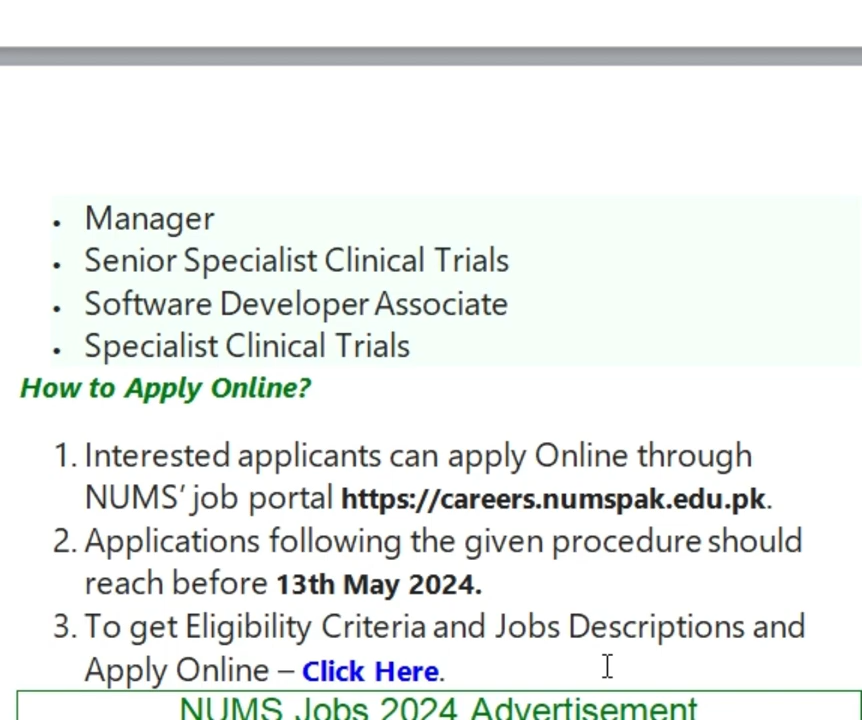 • Manager
• Senior Specialist Clinical Trials
• Software Developer Associate
• Specialist Clinical Trials
How to Apply Online?
1. Interested applicants can apply Online through
NUMS’ job portal https://careers.numspak.edu.pk.
2. Applications following the given procedure should
reach before 13th May 2024.
3. To get Eligibility Criteria and Jobs Descriptions and
Apply Online – Click Here.
NUMS Jobs 2024 Advertisement